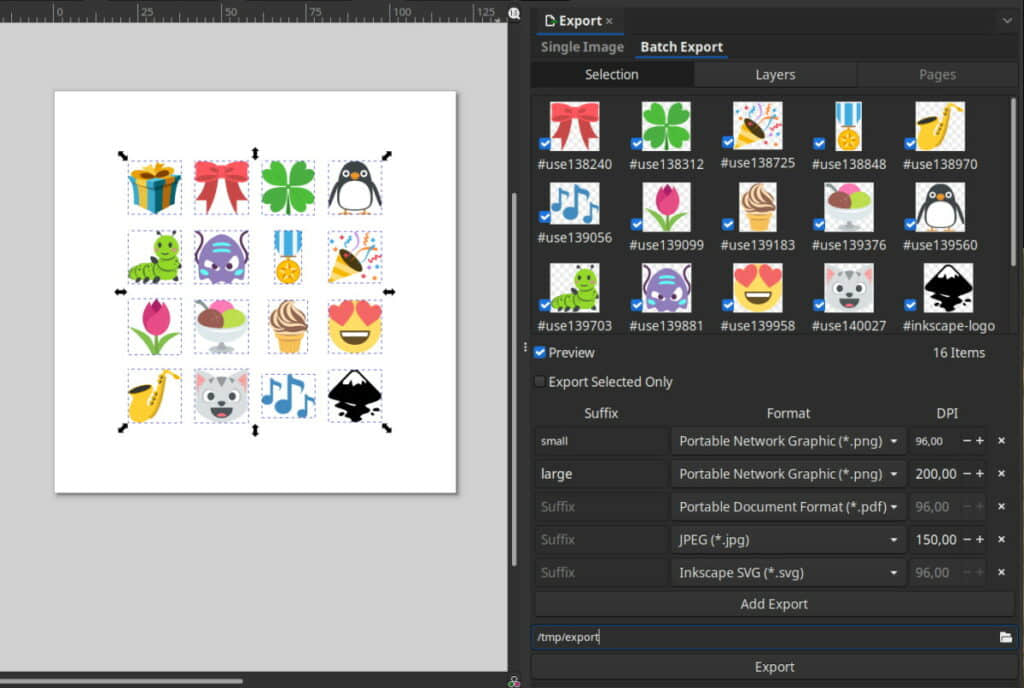 0 25 50 75 100 125
Export
Single Image Batch Export
Selection Layers Pages
#use138240 #use138312 #use138725 #use138848 #use138970
#use139056 #use139099 #use139183 #use139376 #use139560
#use139703 #use139881 #use139958 #use140027 #inkscape-logo
Preview 16 Items
Export Selected Only
Suffix Format DPI
small Portable Network Graphic (*.png) 96,00
large Portable Network Graphic (*.png) 200,00
Suffix Portable Document Format (*.pdf) 96,00
Suffix JPEG (*.jpg) 150,00
Suffix Inkscape SVG (*.svg) 96,00
Add Export
/tmp/export
Export